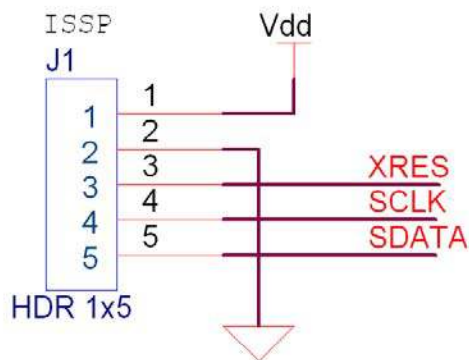 ISSP
Vdd
J1
1 1
2 2
3 3 XRES
4 4 SCLK
5 5 SDATA
HDR 1x5